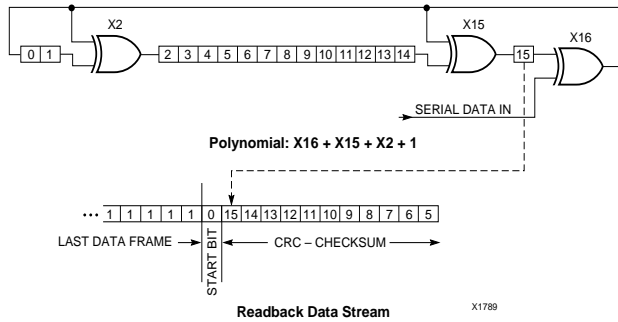 X2
X15
X16
0 1
2 3 4 5 6 7 8 9 10 11 12 13 14
15
SERIAL DATA IN
Polynomial: X16 + X15 + X2 + 1
••• 1 1 1 1 1 0 15 14 13 12 11 10 9 8 7 6 5
LAST DATA FRAME
START BIT
CRC – CHECKSUM
Readback Data Stream
X1789